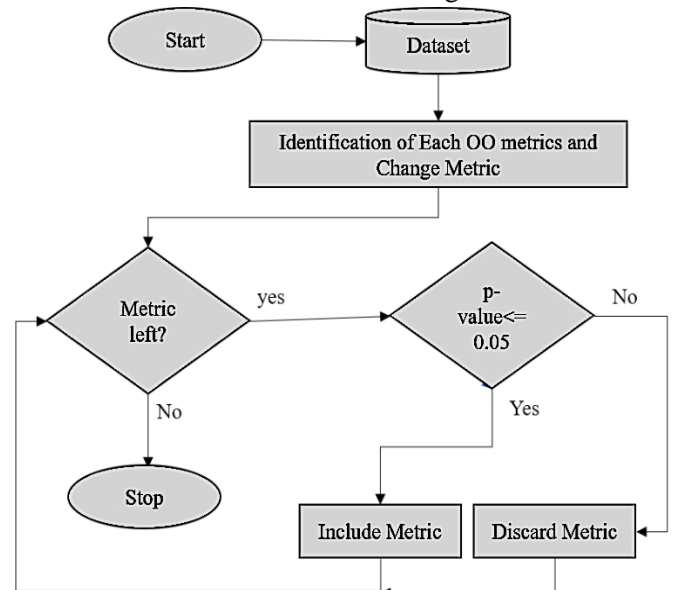 Start
Dataset
Identification of Each OO metrics and
Change Metric
Metric
left?
yes
p-
value<=
0.05
No
No
Yes
Stop
Include Metric
Discard Metric